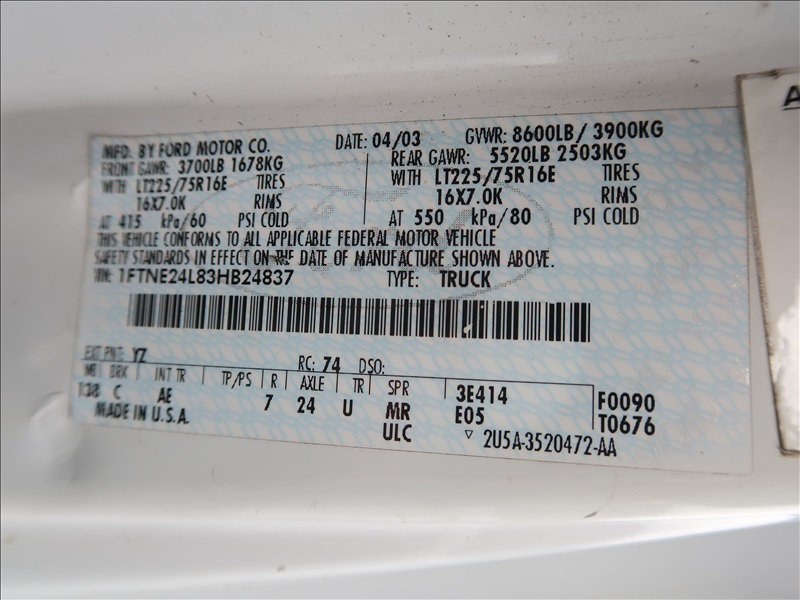 MFD. BY FORD MOTOR CO. DATE: 04/03 GVWR: 8600LB / 3900KG
FRONT GAWR: 3700LB 1678KG REAR GAWR: 5520LB 2503KG
WITH LT225/75R16E TIRES WITH LT225/75R16E TIRES
16X7.0K RIMS 16X7.0K RIMS
AT 415 kPa/60 PSI COLD AT 550 kPa/80 PSI COLD
THIS VEHICLE CONFORMS TO ALL APPLICABLE FEDERAL MOTOR VEHICLE
SAFETY STANDARDS IN EFFECT ON THE DATE OF MANUFACTURE SHOWN ABOVE.
VIN: 1FTNE24L83HB24837 TYPE: TRUCK
EXT PNT: YZ RC: 74 DSO:
WB BRK INT TR TP/PS R AXLE TR SPR 3E414 F0090
138 C AE 7 24 U MR E05 T0676
MADE IN U.S.A. ULC ▽ 2U5A-3520472-AA
A